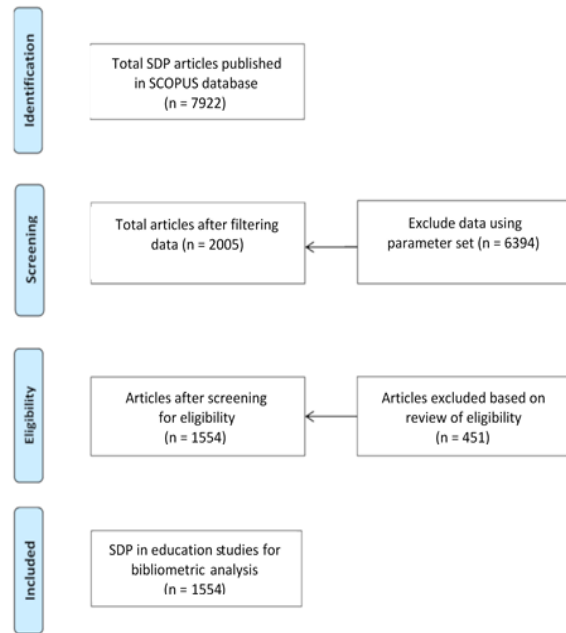 Identification
Total SDP articles published
in SCOPUS database
(n = 7922)
Screening
Total articles after filtering
data (n = 2005)
Exclude data using
parameter set (n = 6394)
Eligibility
Articles after screening
for eligibility
(n = 1554)
Articles excluded based on
review of eligibility
(n = 451)
Included
SDP in education studies for
bibliometric analysis
(n = 1554)